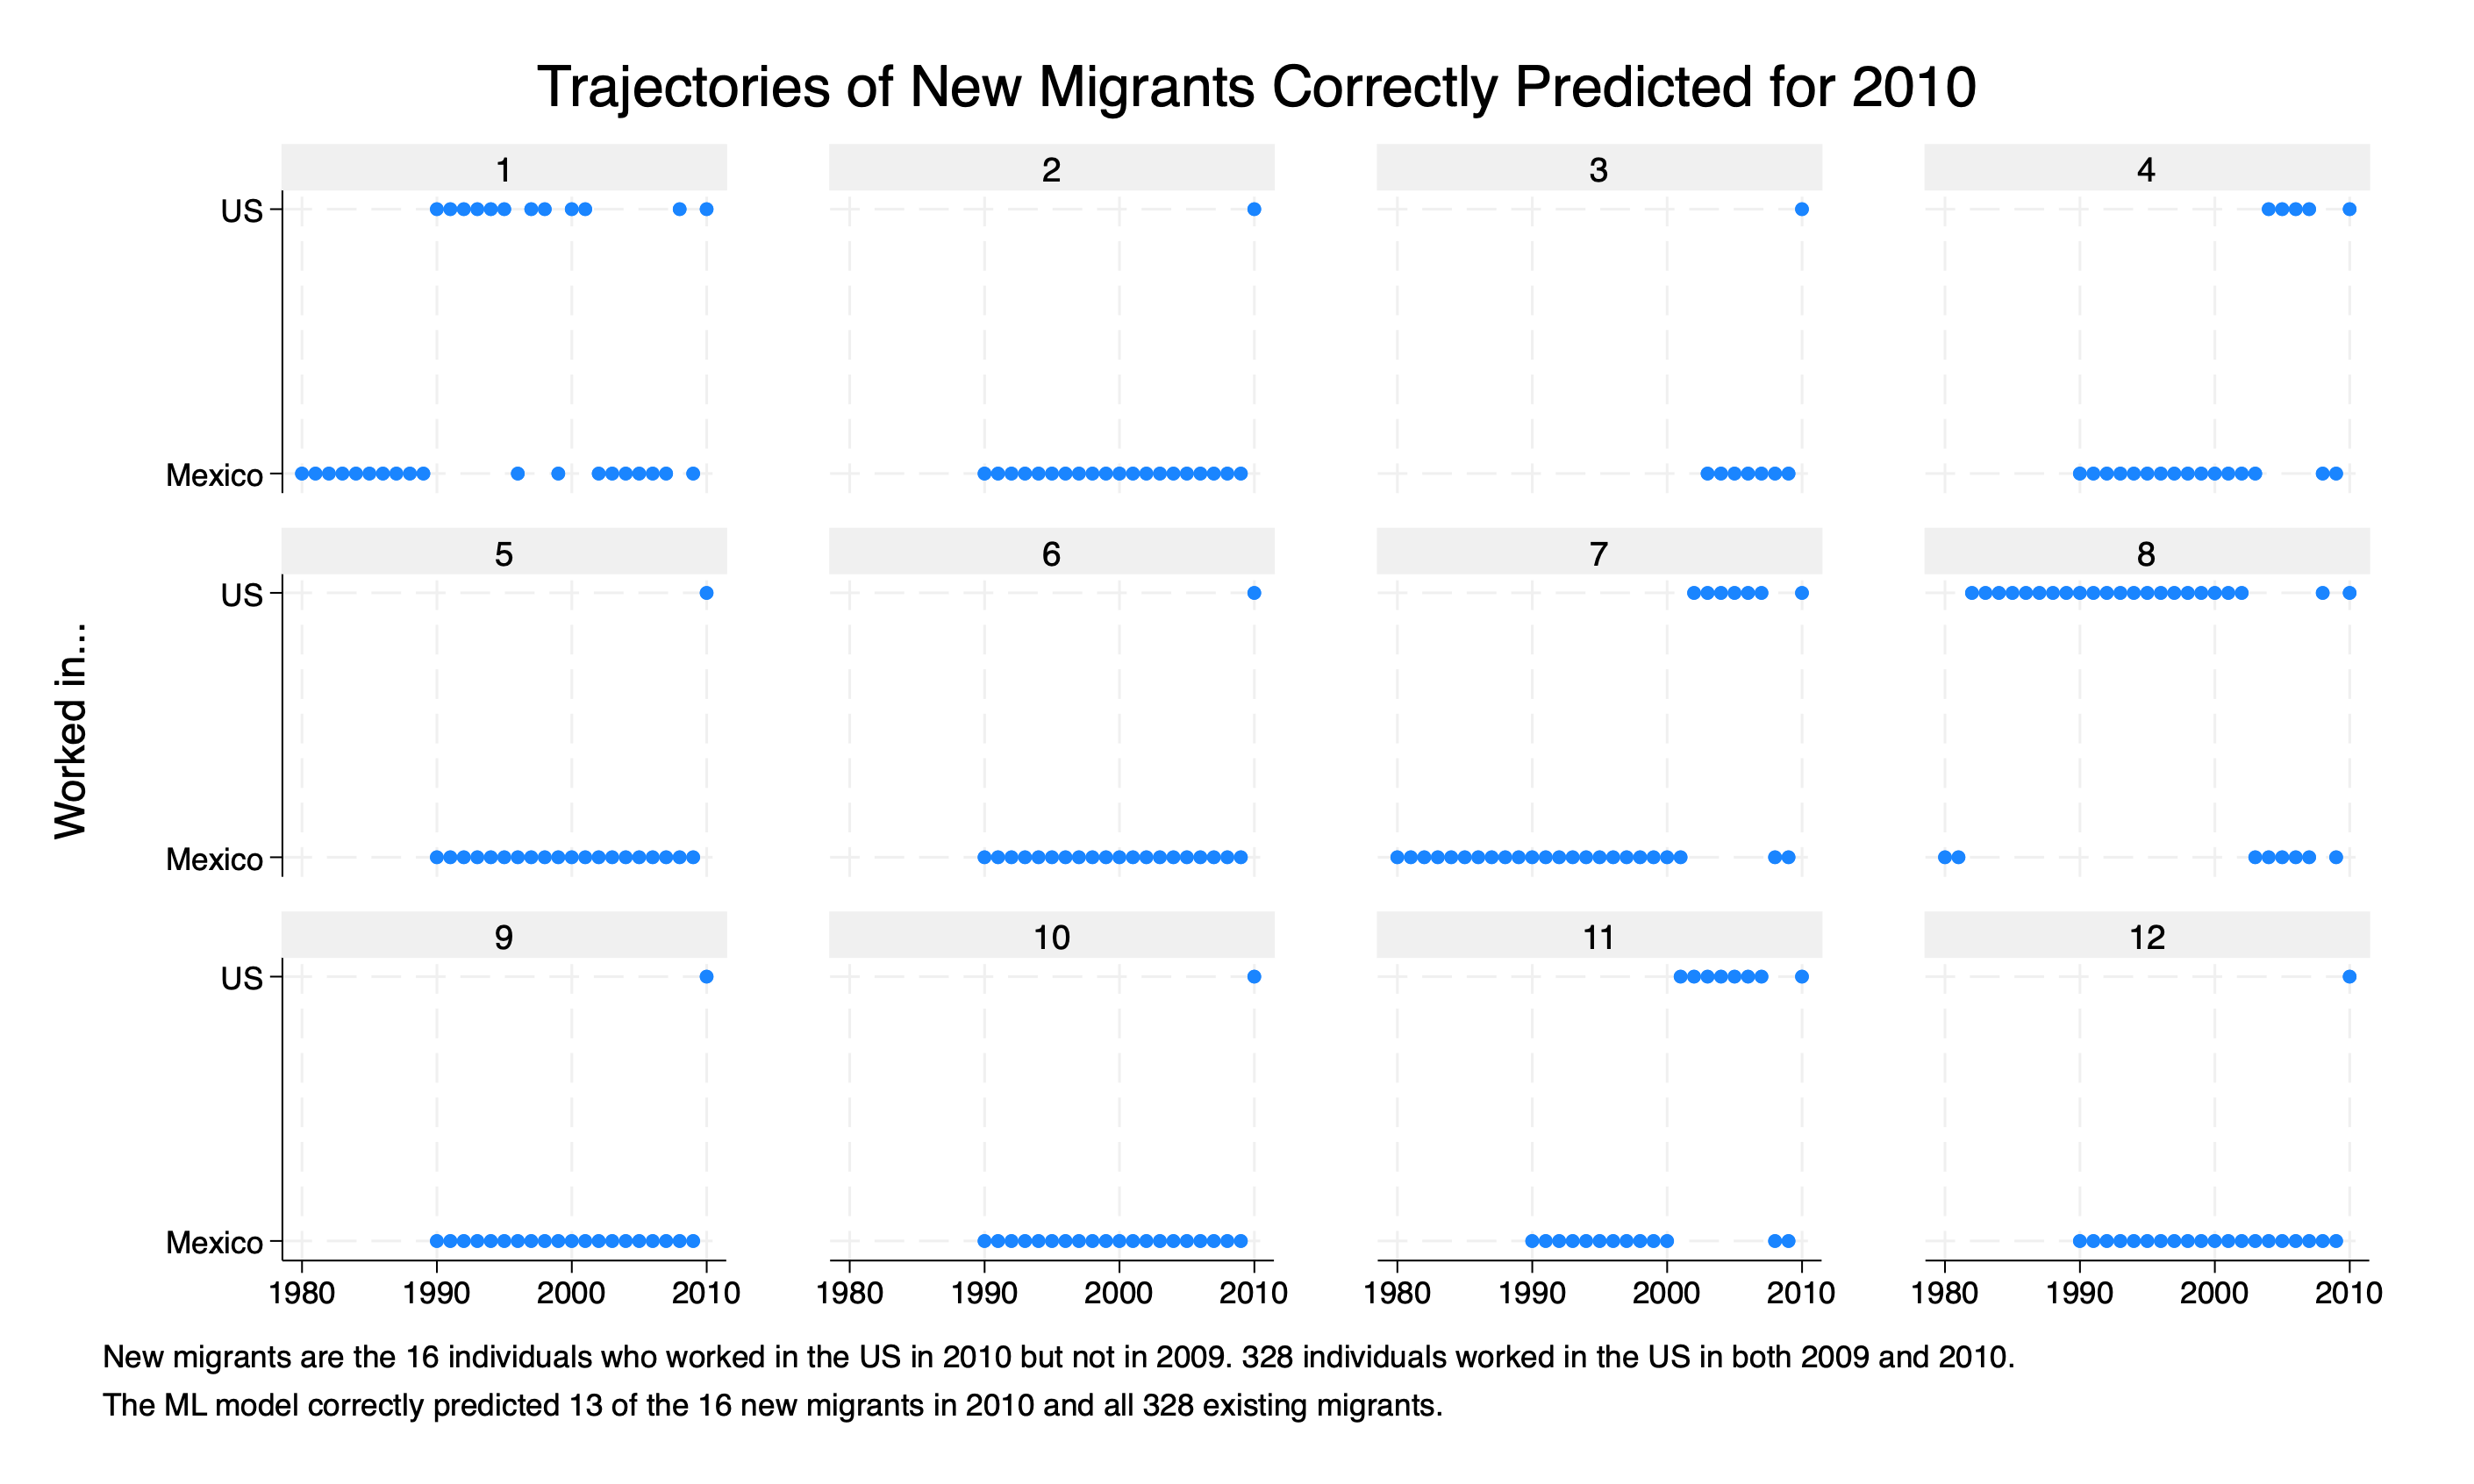 Trajectories of New Migrants Correctly Predicted for 2010
1 2 3 4
US
Mexico
5 6 7 8
US
Mexico
Worked in...
9 10 11 12
US
Mexico
1980 1990 2000 2010 1980 1990 2000 2010 1980 1990 2000 2010 1980 1990 2000 2010
New migrants are the 16 individuals who worked in the US in 2010 but not in 2009. 328 individuals worked in the US in both 2009 and 2010.
The ML model correctly predicted 13 of the 16 new migrants in 2010 and all 328 existing migrants.